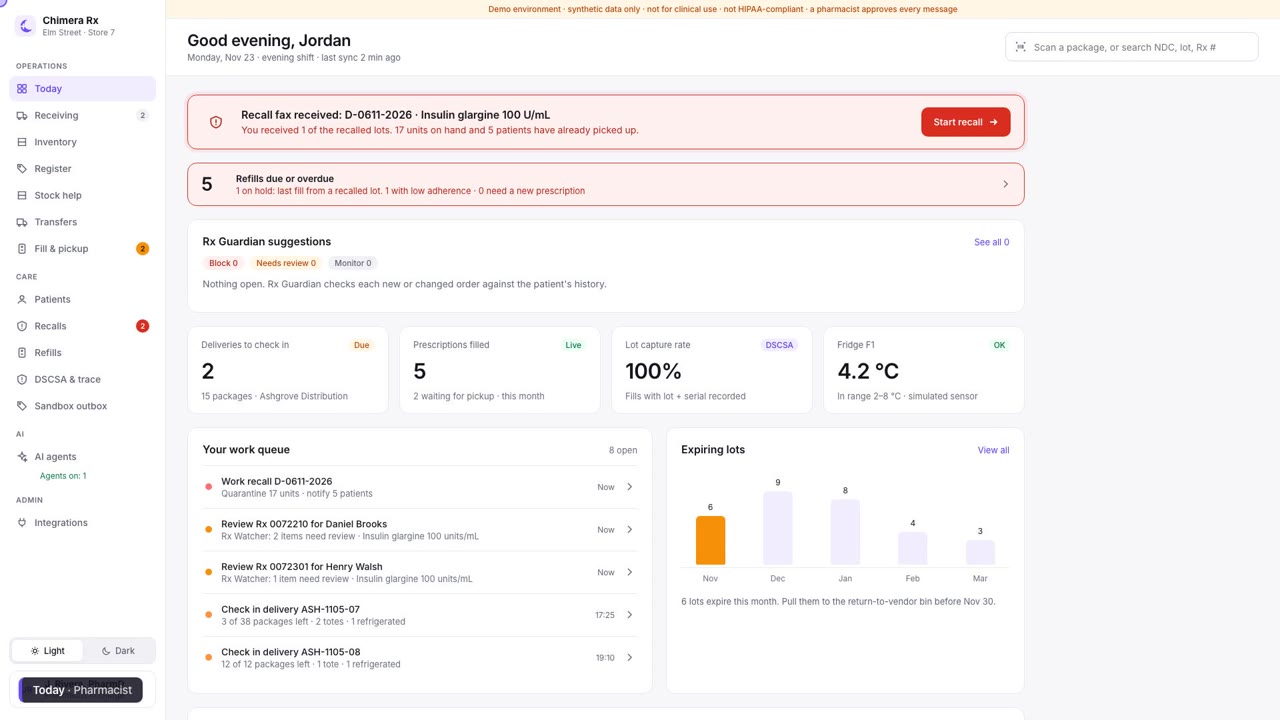 Demo environment · synthetic data only · not for clinical use · not HIPAA-compliant · a pharmacist approves every message
Chimera Rx
Elm Street · Store 7
OPERATIONS
Today
Receiving 2
Inventory
Register
Stock help
Transfers
Fill & pickup 2
CARE
Patients
Recalls 2
Refills
DSCSA & trace
Sandbox outbox
AI
AI agents
Agents on: 1
ADMIN
Integrations
Light Dark
Today · Pharmacist
Good evening, Jordan
Monday, Nov 23 · evening shift · last sync 2 min ago
Scan a package, or search NDC, lot, Rx #
Recall fax received: D-0611-2026 · Insulin glargine 100 U/mL
You received 1 of the recalled lots. 17 units on hand and 5 patients have already picked up.
Start recall →
5
Refills due or overdue
1 on hold: last fill from a recalled lot. 1 with low adherence · 0 need a new prescription
Rx Guardian suggestions
See all 0
Block 0 Needs review 0 Monitor 0
Nothing open. Rx Guardian checks each new or changed order against the patient's history.
Deliveries to check in Due
2
15 packages · Ashgrove Distribution
Prescriptions filled Live
5
2 waiting for pickup · this month
Lot capture rate DSCSA
100%
Fills with lot + serial recorded
Fridge F1 OK
4.2 °C
In range 2–8 °C · simulated sensor
Your work queue 8 open
Work recall D-0611-2026
Quarantine 17 units · notify 5 patients
Now
Review Rx 0072210 for Daniel Brooks
Rx Watcher: 2 items need review · Insulin glargine 100 units/mL
Now
Review Rx 0072301 for Henry Walsh
Rx Watcher: 1 item need review · Insulin glargine 100 units/mL
Now
Check in delivery ASH-1105-07
3 of 38 packages left · 2 totes · 1 refrigerated
17:25
Check in delivery ASH-1105-08
12 of 12 packages left · 1 tote · 1 refrigerated
19:10
Expiring lots View all
6 9 8 4 3
Nov Dec Jan Feb Mar
6 lots expire this month. Pull them to the return-to-vendor bin before Nov 30.